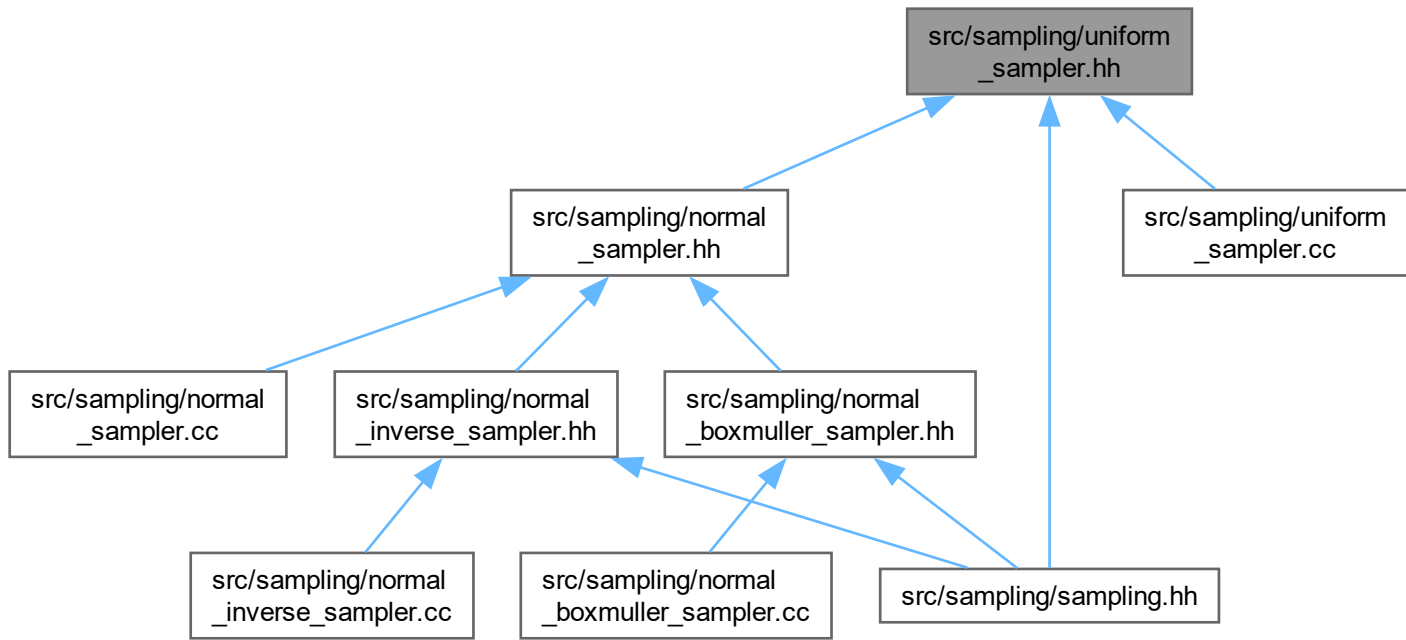 src/sampling/uniform
_sampler.hh
src/sampling/normal
_sampler.hh
src/sampling/uniform
_sampler.cc
src/sampling/normal
_sampler.cc
src/sampling/normal
_inverse_sampler.hh
src/sampling/normal
_boxmuller_sampler.hh
src/sampling/normal
_inverse_sampler.cc
src/sampling/normal
_boxmuller_sampler.cc
src/sampling/sampling.hh